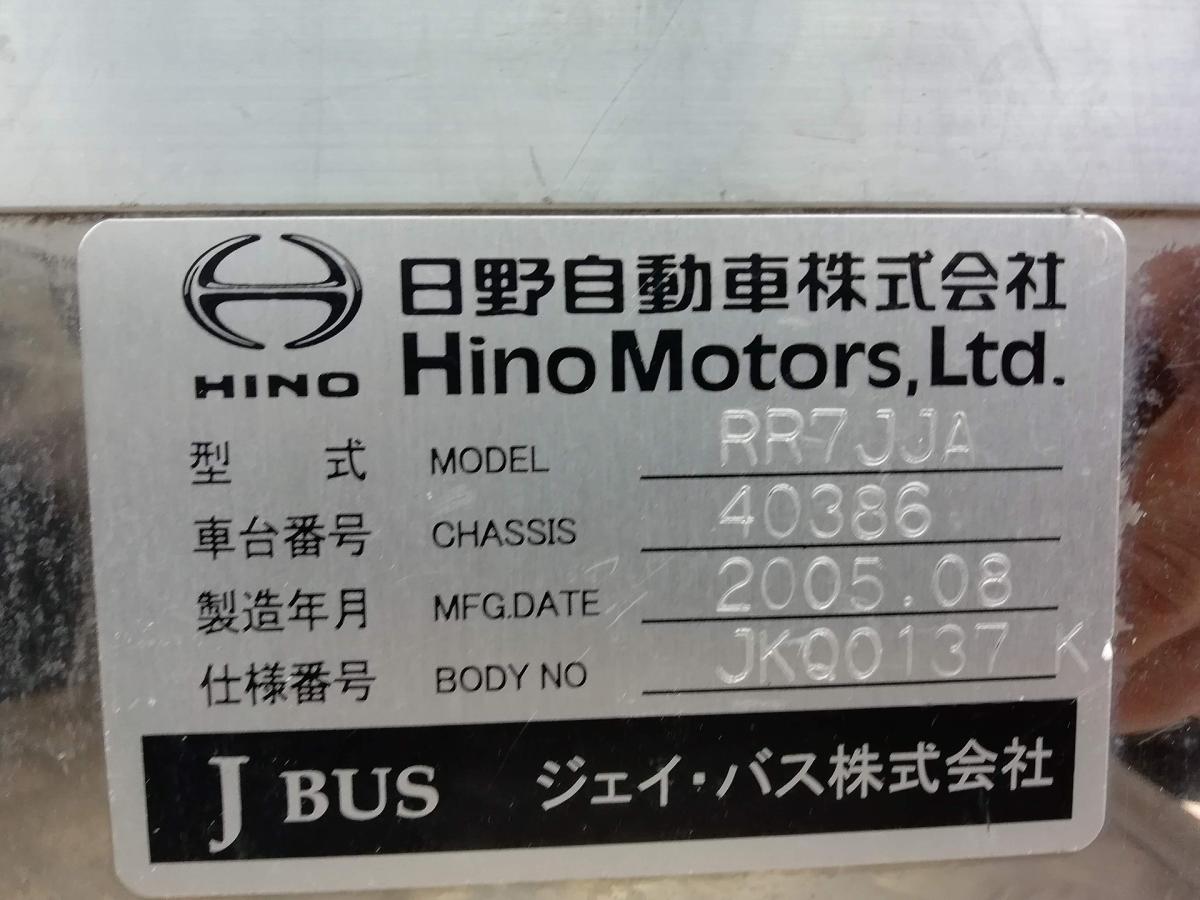 日野自動車株式会社
HINO Hino Motors, Ltd.
型 式 MODEL RR7JJA
車台番号 CHASSIS 40386
製造年月 MFG.DATE 2005.08
仕様番号 BODY NO JKQ0137 K
J BUS ジェイ・バス株式会社